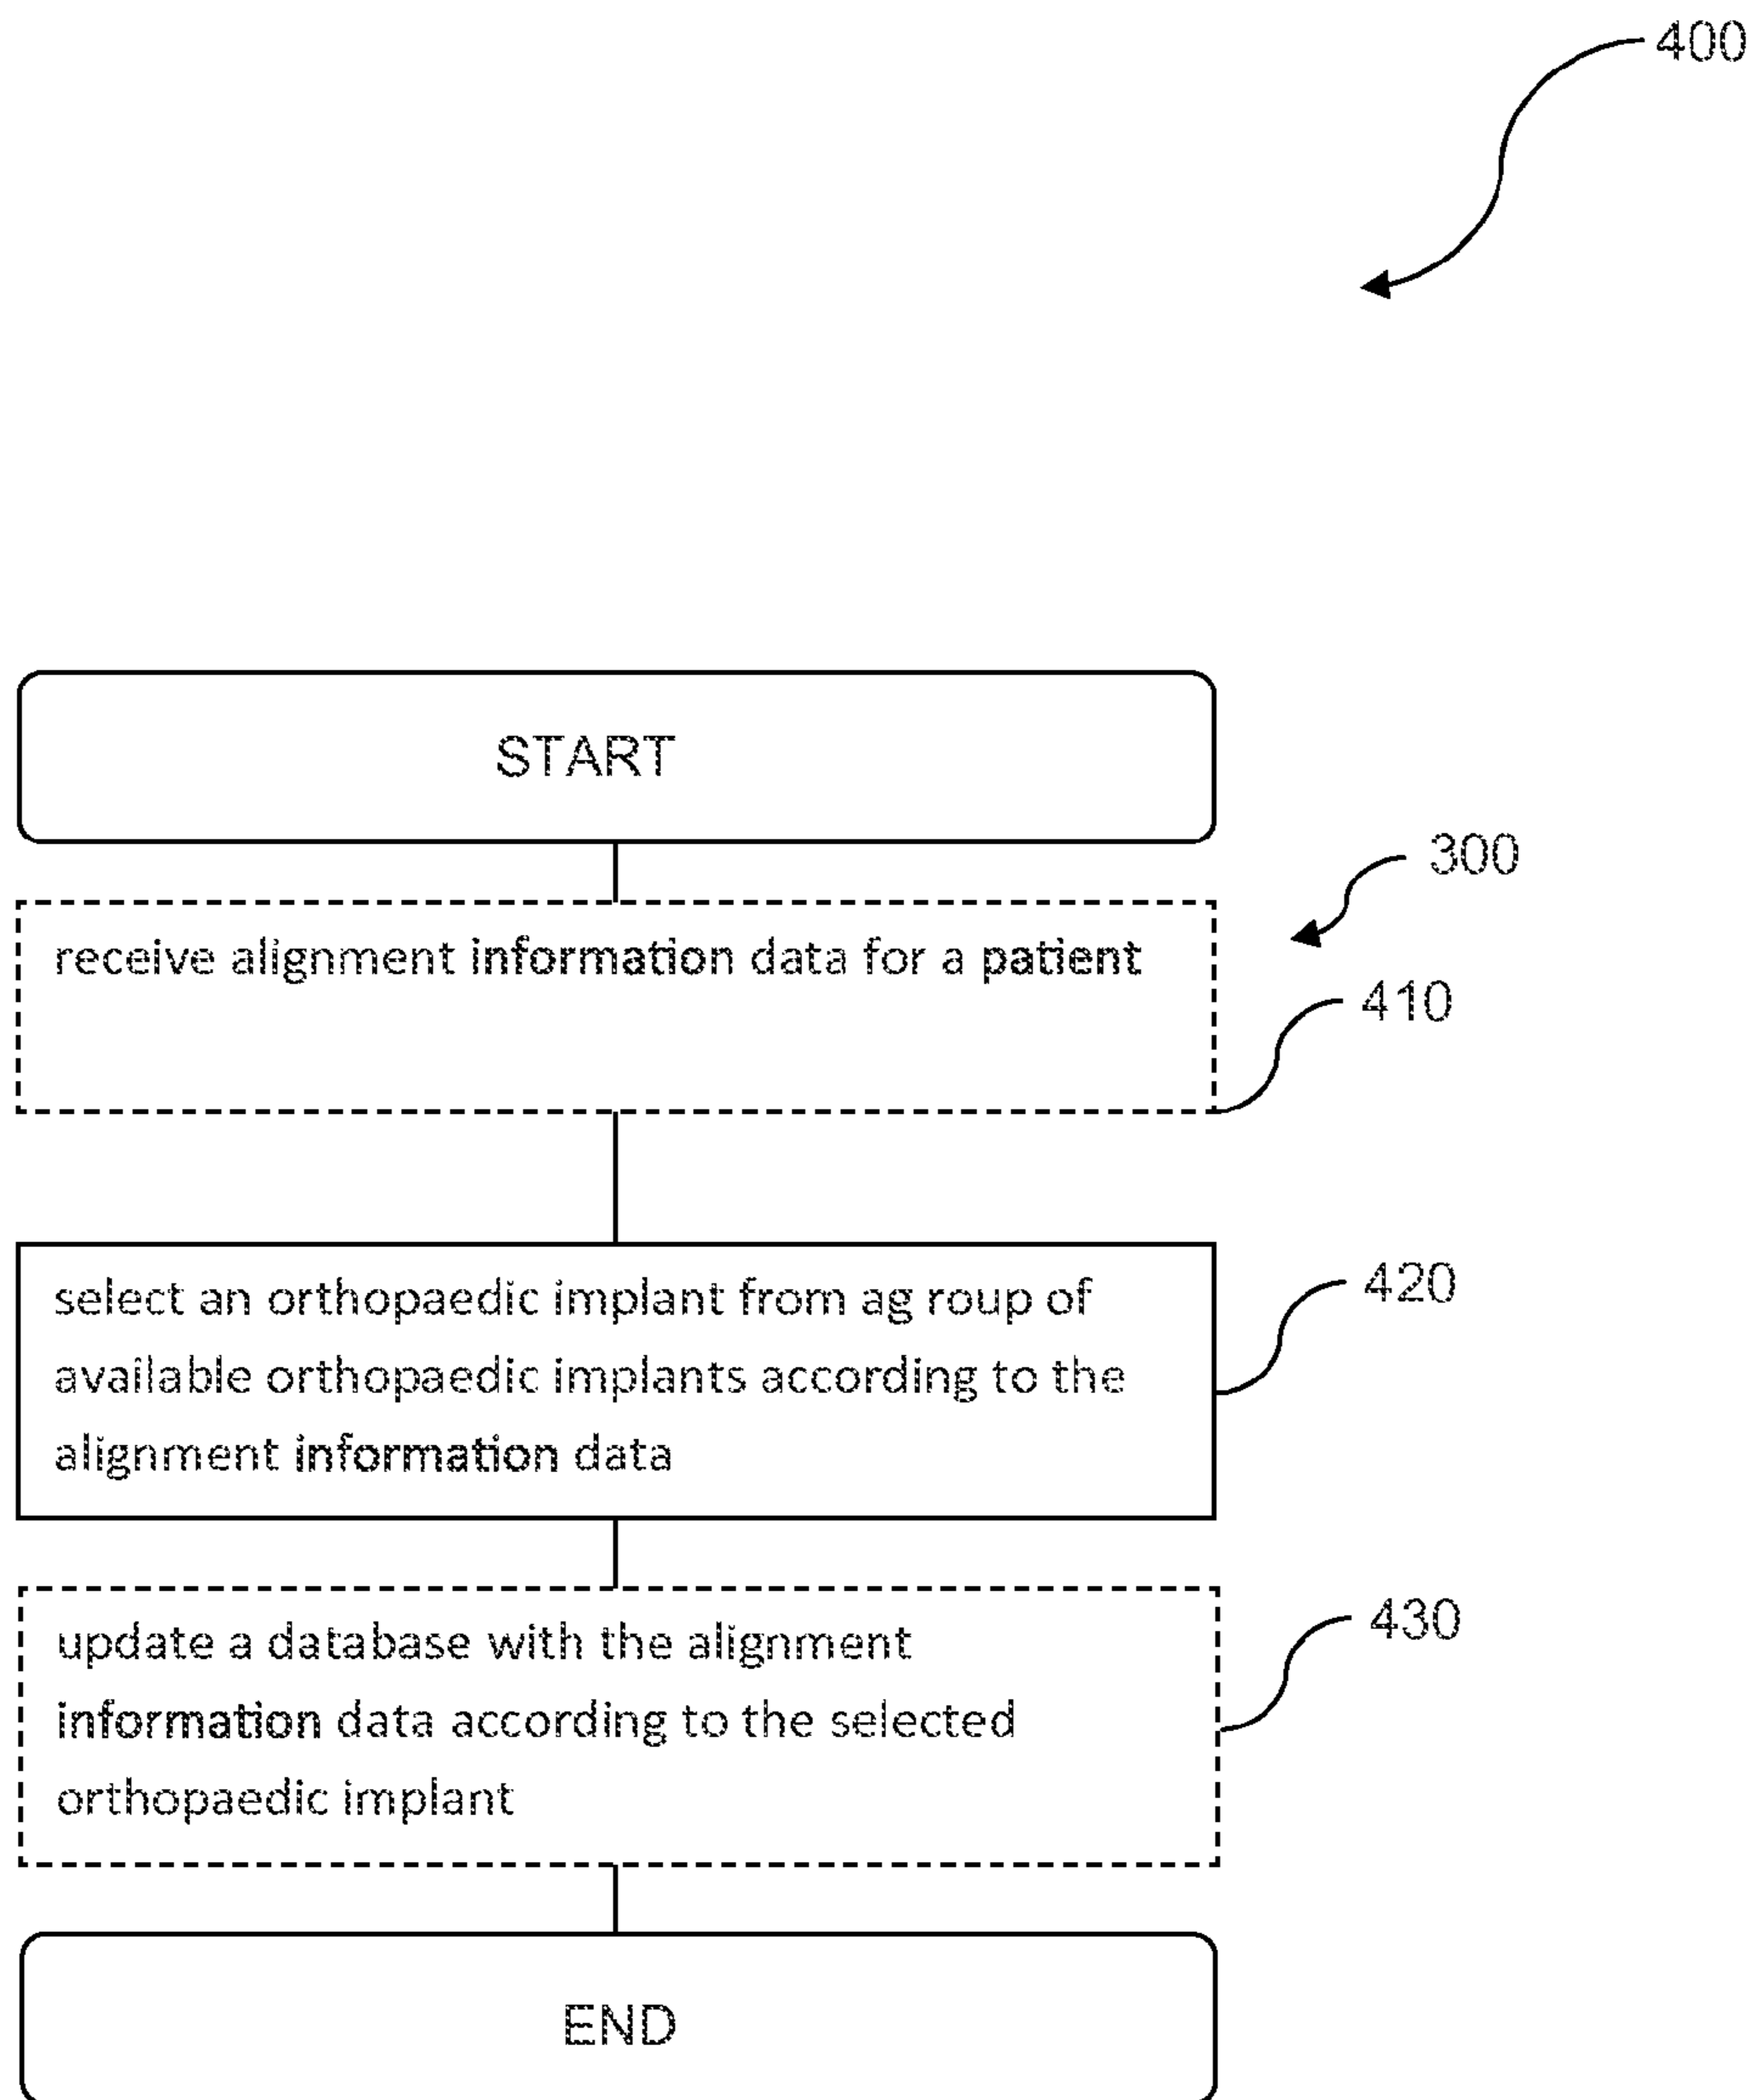 400
START
300
receive alignment information data for a patient
410
select an orthopaedic implant from ag roup of
420
available orthopaedic implants according to the
alignment information data
update a database with the alignment
430
information data according to the selected
orthopaedic implant
END